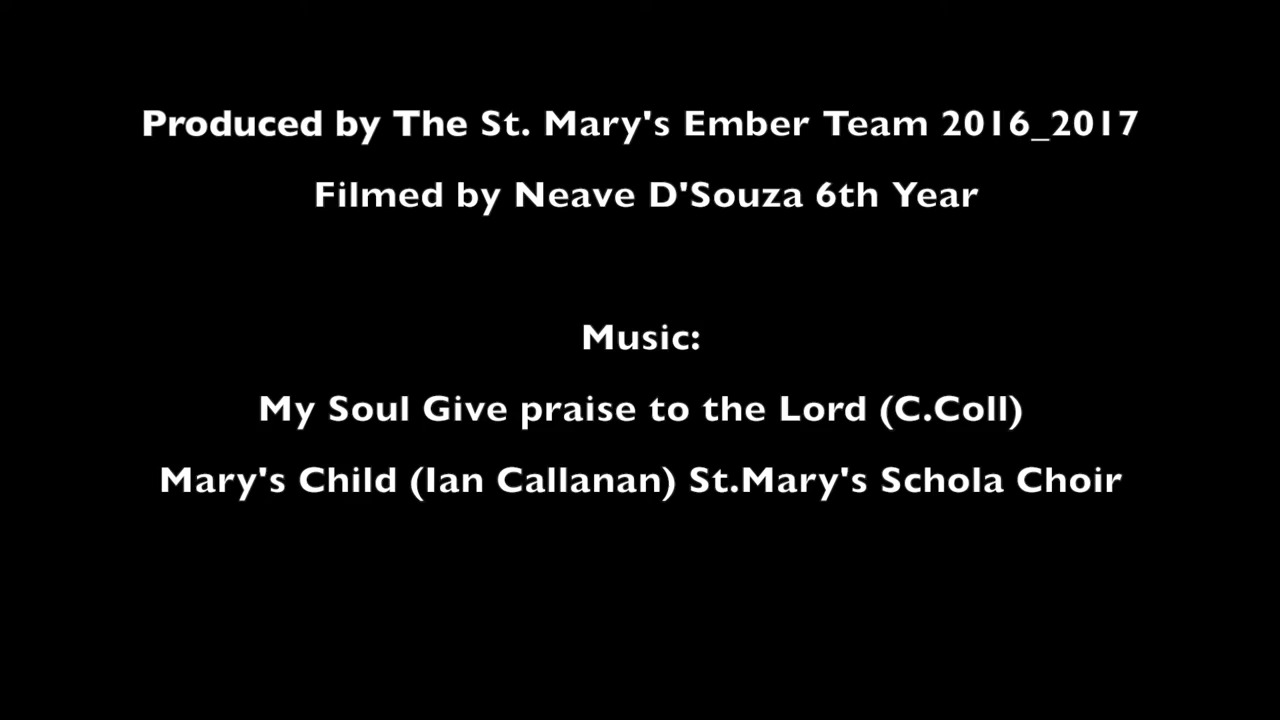 Produced by The St. Mary's Ember Team 2016_2017
Filmed by Neave D'Souza 6th Year
Music:
My Soul Give praise to the Lord (C.Coll)
Mary's Child (Ian Callanan) St.Mary's Schola Choir